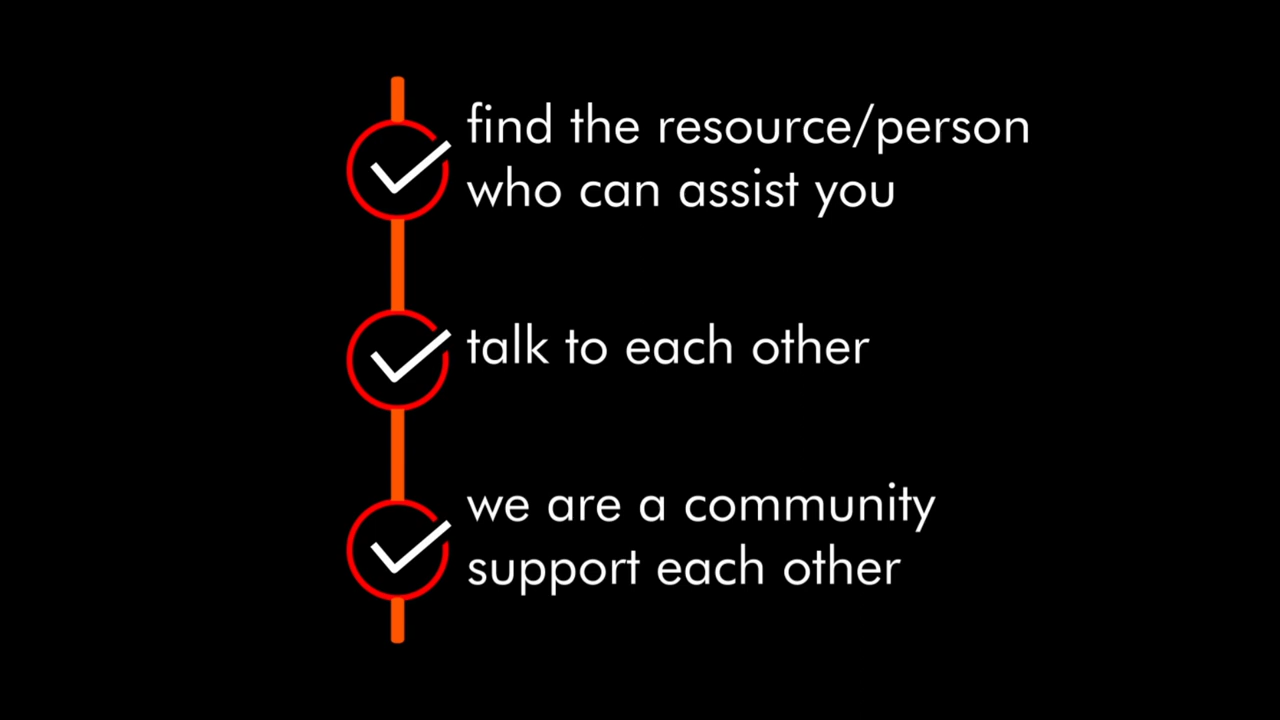 find the resource/person
who can assist you
talk to each other
we are a community
support each other